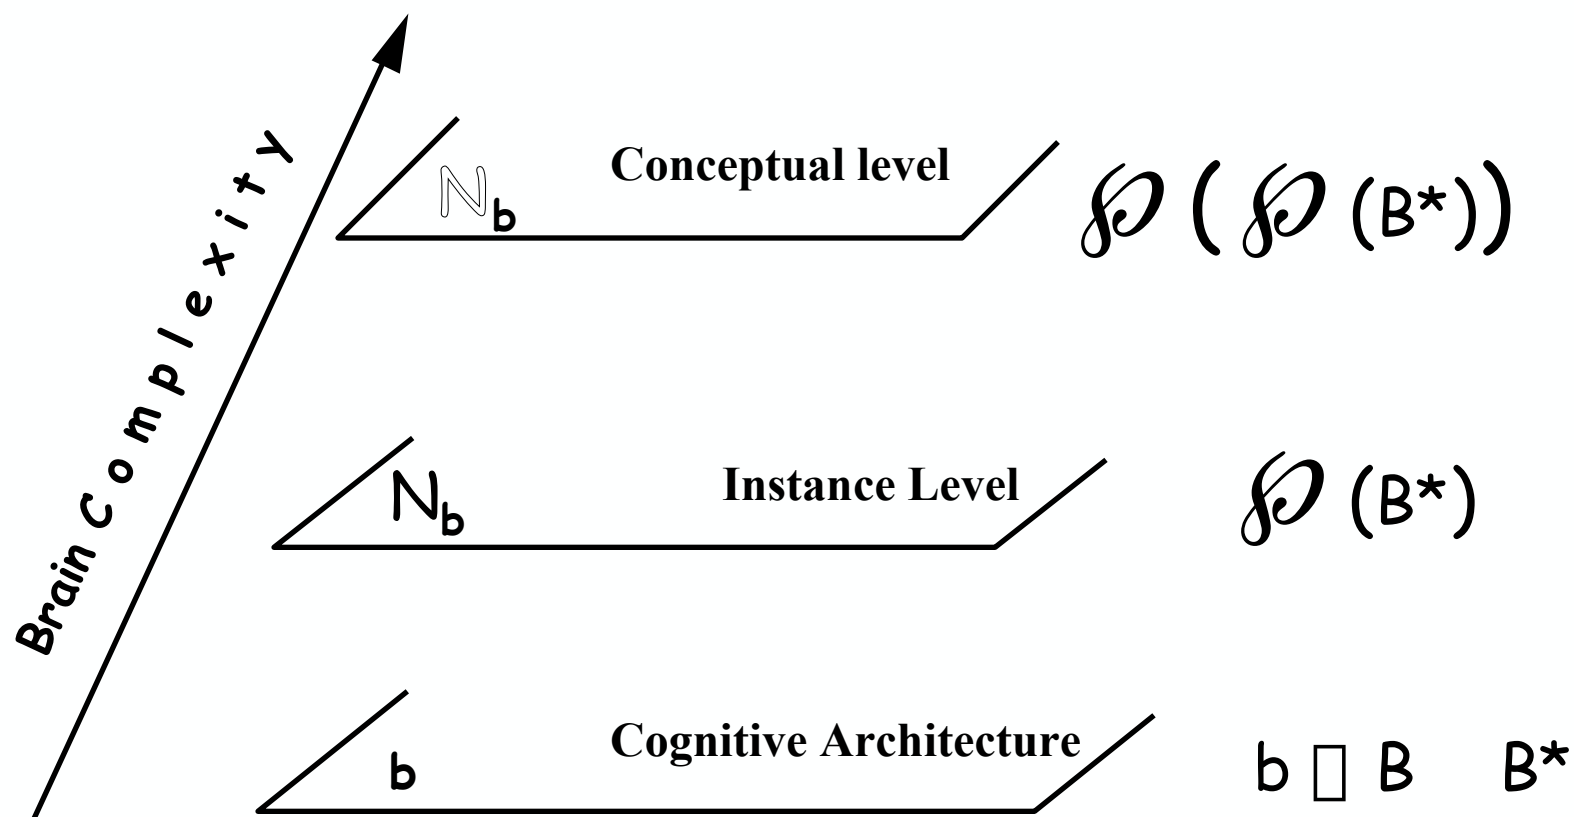 Brain Complexity
Conceptual level
ℕb
℘(℘(B*))
Instance Level
Nb
℘(B*)
Cognitive Architecture
b
b □ B B*